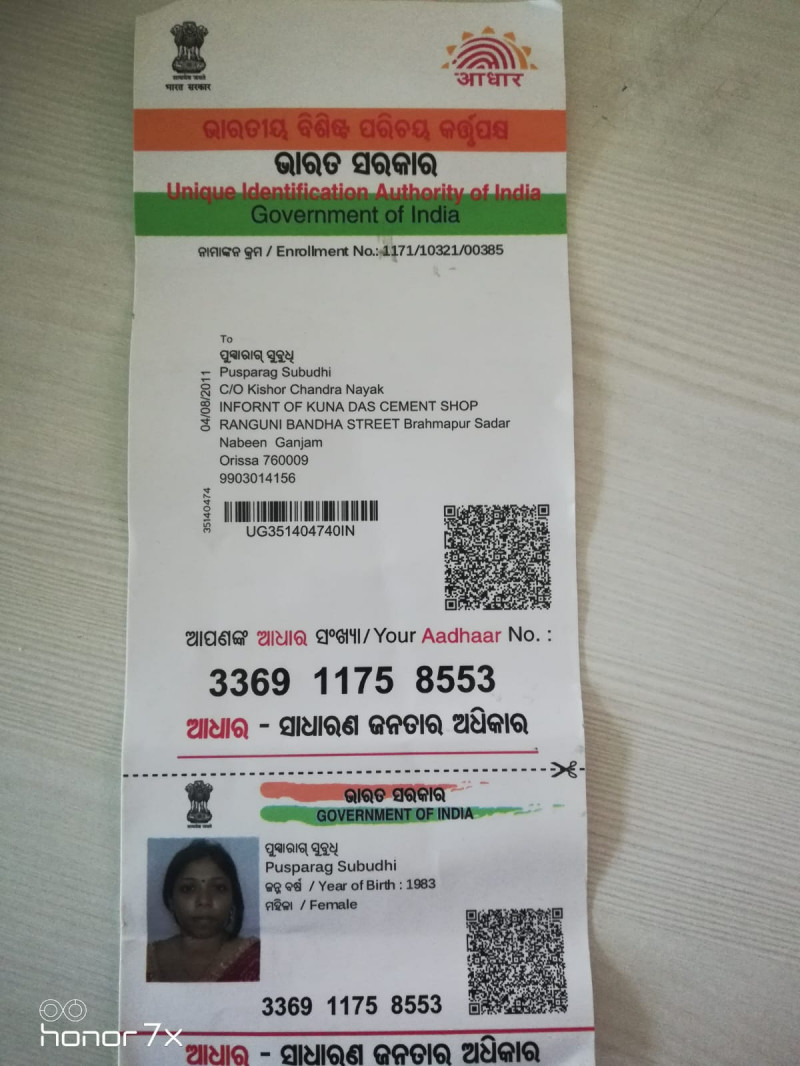 सत्यमेव जयते
भारत सरकार
आधार
ଭାରତୀୟ ବିଶିଷ୍ଟ ପରିଚୟ କର୍ତ୍ତୃପକ୍ଷ
ଭାରତ ସରକାର
Unique Identification Authority of India
Government of India
ନାମାଙ୍କନ କ୍ରମ / Enrollment No.: 1171/10321/00385
To
ପୁଷ୍ପାରାଗ୍ ସୁବୁଧି
Pusparag Subudhi
C/O Kishor Chandra Nayak
INFORNT OF KUNA DAS CEMENT SHOP
RANGUNI BANDHA STREET Brahmapur Sadar
Nabeen Ganjam
Orissa 760009
9903014156
04/08/2011
35140474
UG351404740IN
ଆପଣଙ୍କ ଆଧାର ସଂଖ୍ୟା/ Your Aadhaar No. :
3369 1175 8553
ଆଧାର - ସାଧାରଣ ଜନତାର ଅଧିକାର
सत्यमेव जयते
ଭାରତ ସରକାର
GOVERNMENT OF INDIA
ପୁଷ୍ପାରାଗ୍ ସୁବୁଧି
Pusparag Subudhi
ଜନ୍ମ ବର୍ଷ / Year of Birth : 1983
ମହିଳା / Female
3369 1175 8553
ଆଧାର - ସାଧାରଣ ଜନତାର ଅଧିକାର
honor 7x